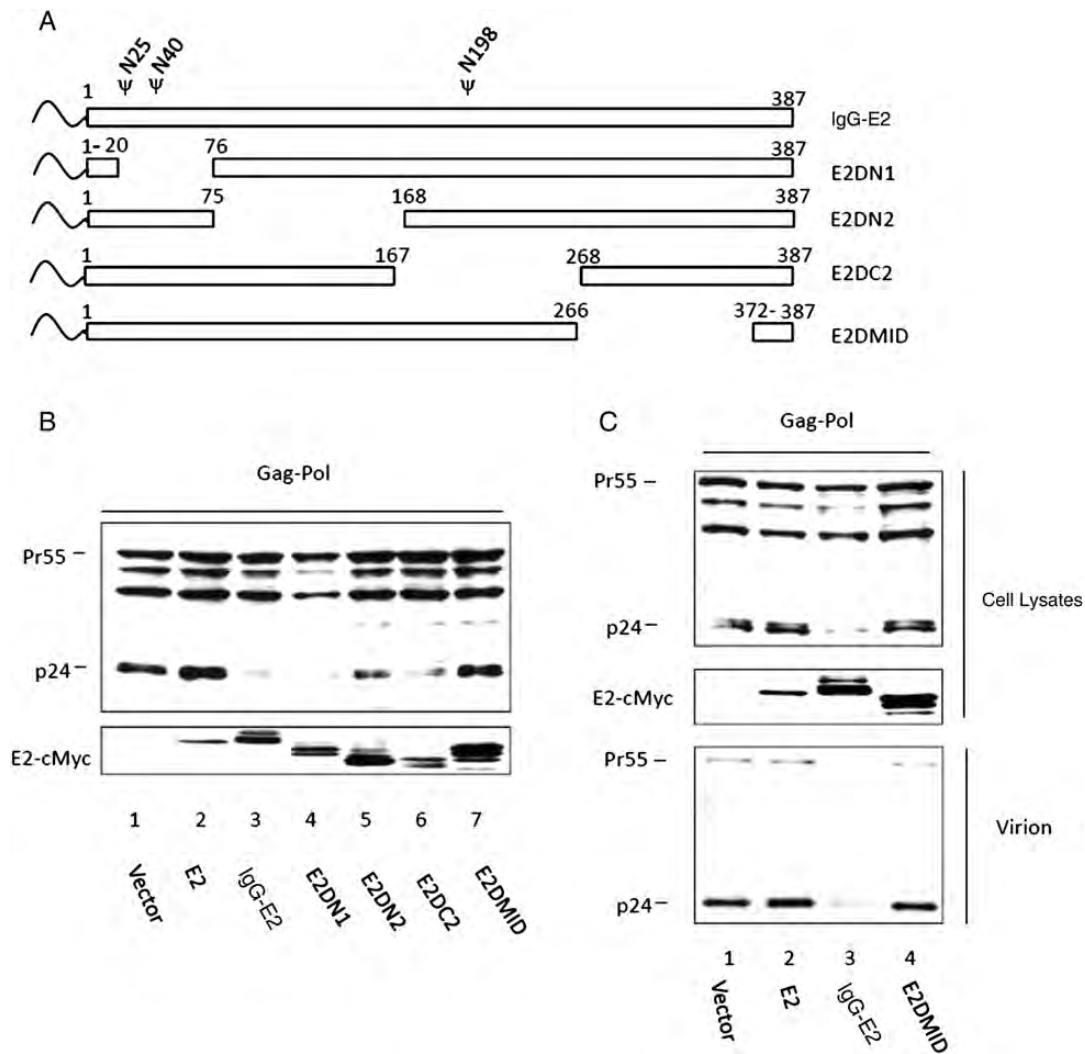 A
ΨN25
ΨN40
ΨN198
1
387
IgG-E2
1- 20
76
387
E2DN1
1
75
168
387
E2DN2
1
167
268
387
E2DC2
1
266
372- 387
E2DMID
B
Gag-Pol
Pr55 –
p24 –
E2-cMyc
1 2 3 4 5 6 7
Vector E2 IgG-E2 E2DN1 E2DN2 E2DC2 E2DMID
C
Gag-Pol
Pr55 –
p24 –
Cell Lysates
E2-cMyc
Pr55 –
Virion
p24 –
1 2 3 4
Vector E2 IgG-E2 E2DMID